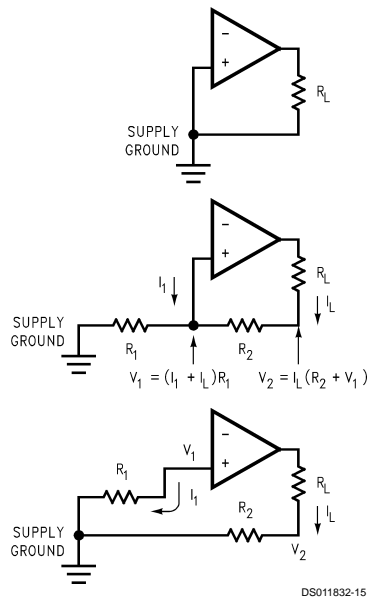 −
+
R_L
SUPPLY
GROUND
−
+
I_1
R_L
I_L
SUPPLY
GROUND
R_1
R_2
V_1 = (I_1 + I_L)R_1
V_2 = I_L(R_2 + V_1)
−
+
V_1
R_1
I_1
R_L
R_2
I_L
SUPPLY
GROUND
V_2
DS011832-15